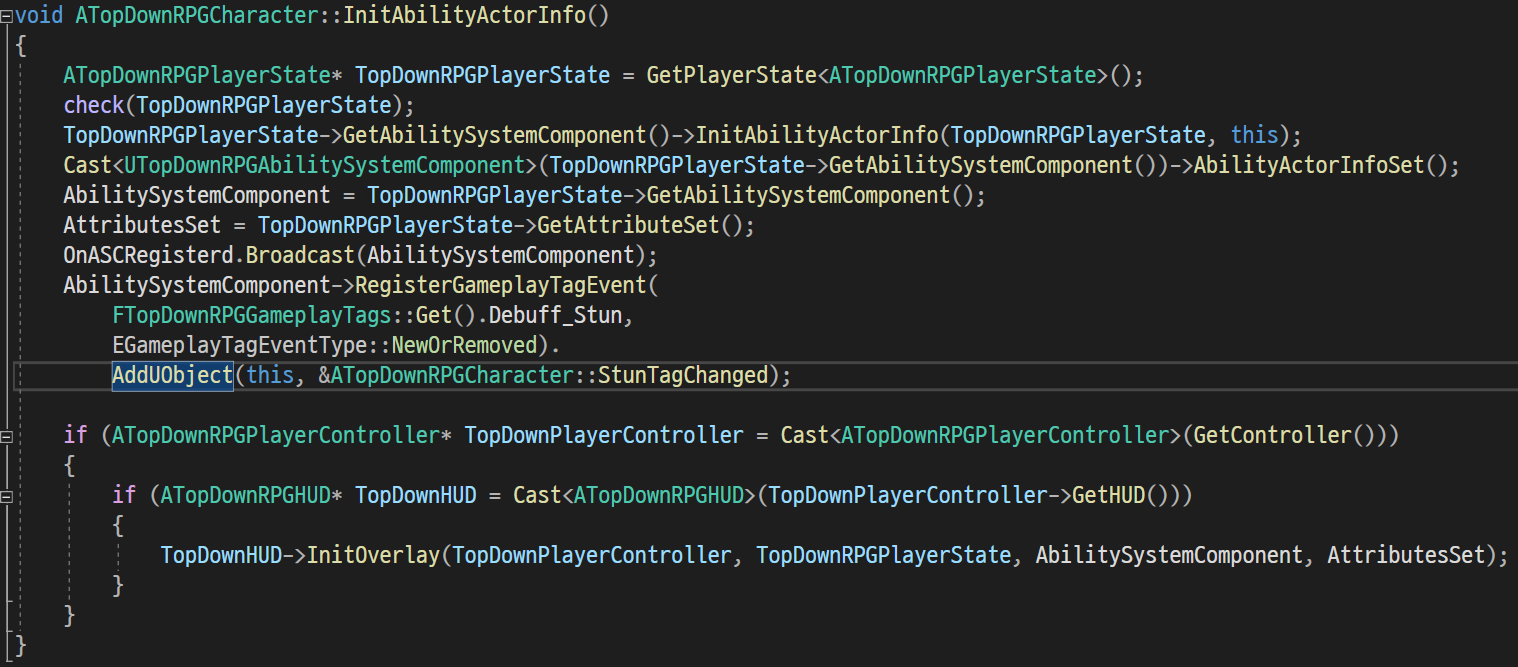 void ATopDownRPGCharacter::InitAbilityActorInfo()
{
    ATopDownRPGPlayerState* TopDownRPGPlayerState = GetPlayerState<ATopDownRPGPlayerState>();
    check(TopDownRPGPlayerState);
    TopDownRPGPlayerState->GetAbilitySystemComponent()->InitAbilityActorInfo(TopDownRPGPlayerState, this);
    Cast<UTopDownRPGAbilitySystemComponent>(TopDownRPGPlayerState->GetAbilitySystemComponent())->AbilityActorInfoSet();
    AbilitySystemComponent = TopDownRPGPlayerState->GetAbilitySystemComponent();
    AttributesSet = TopDownRPGPlayerState->GetAttributeSet();
    OnASCRegisterd.Broadcast(AbilitySystemComponent);
    AbilitySystemComponent->RegisterGameplayTagEvent(
        FTopDownRPGGameplayTags::Get().Debuff_Stun,
        EGameplayTagEventType::NewOrRemoved).
        AddUObject(this, &ATopDownRPGCharacter::StunTagChanged);

    if (ATopDownRPGPlayerController* TopDownPlayerController = Cast<ATopDownRPGPlayerController>(GetController()))
    {
        if (ATopDownRPGHUD* TopDownHUD = Cast<ATopDownRPGHUD>(TopDownPlayerController->GetHUD()))
        {
            TopDownHUD->InitOverlay(TopDownPlayerController, TopDownRPGPlayerState, AbilitySystemComponent, AttributesSet);
        }
    }
}